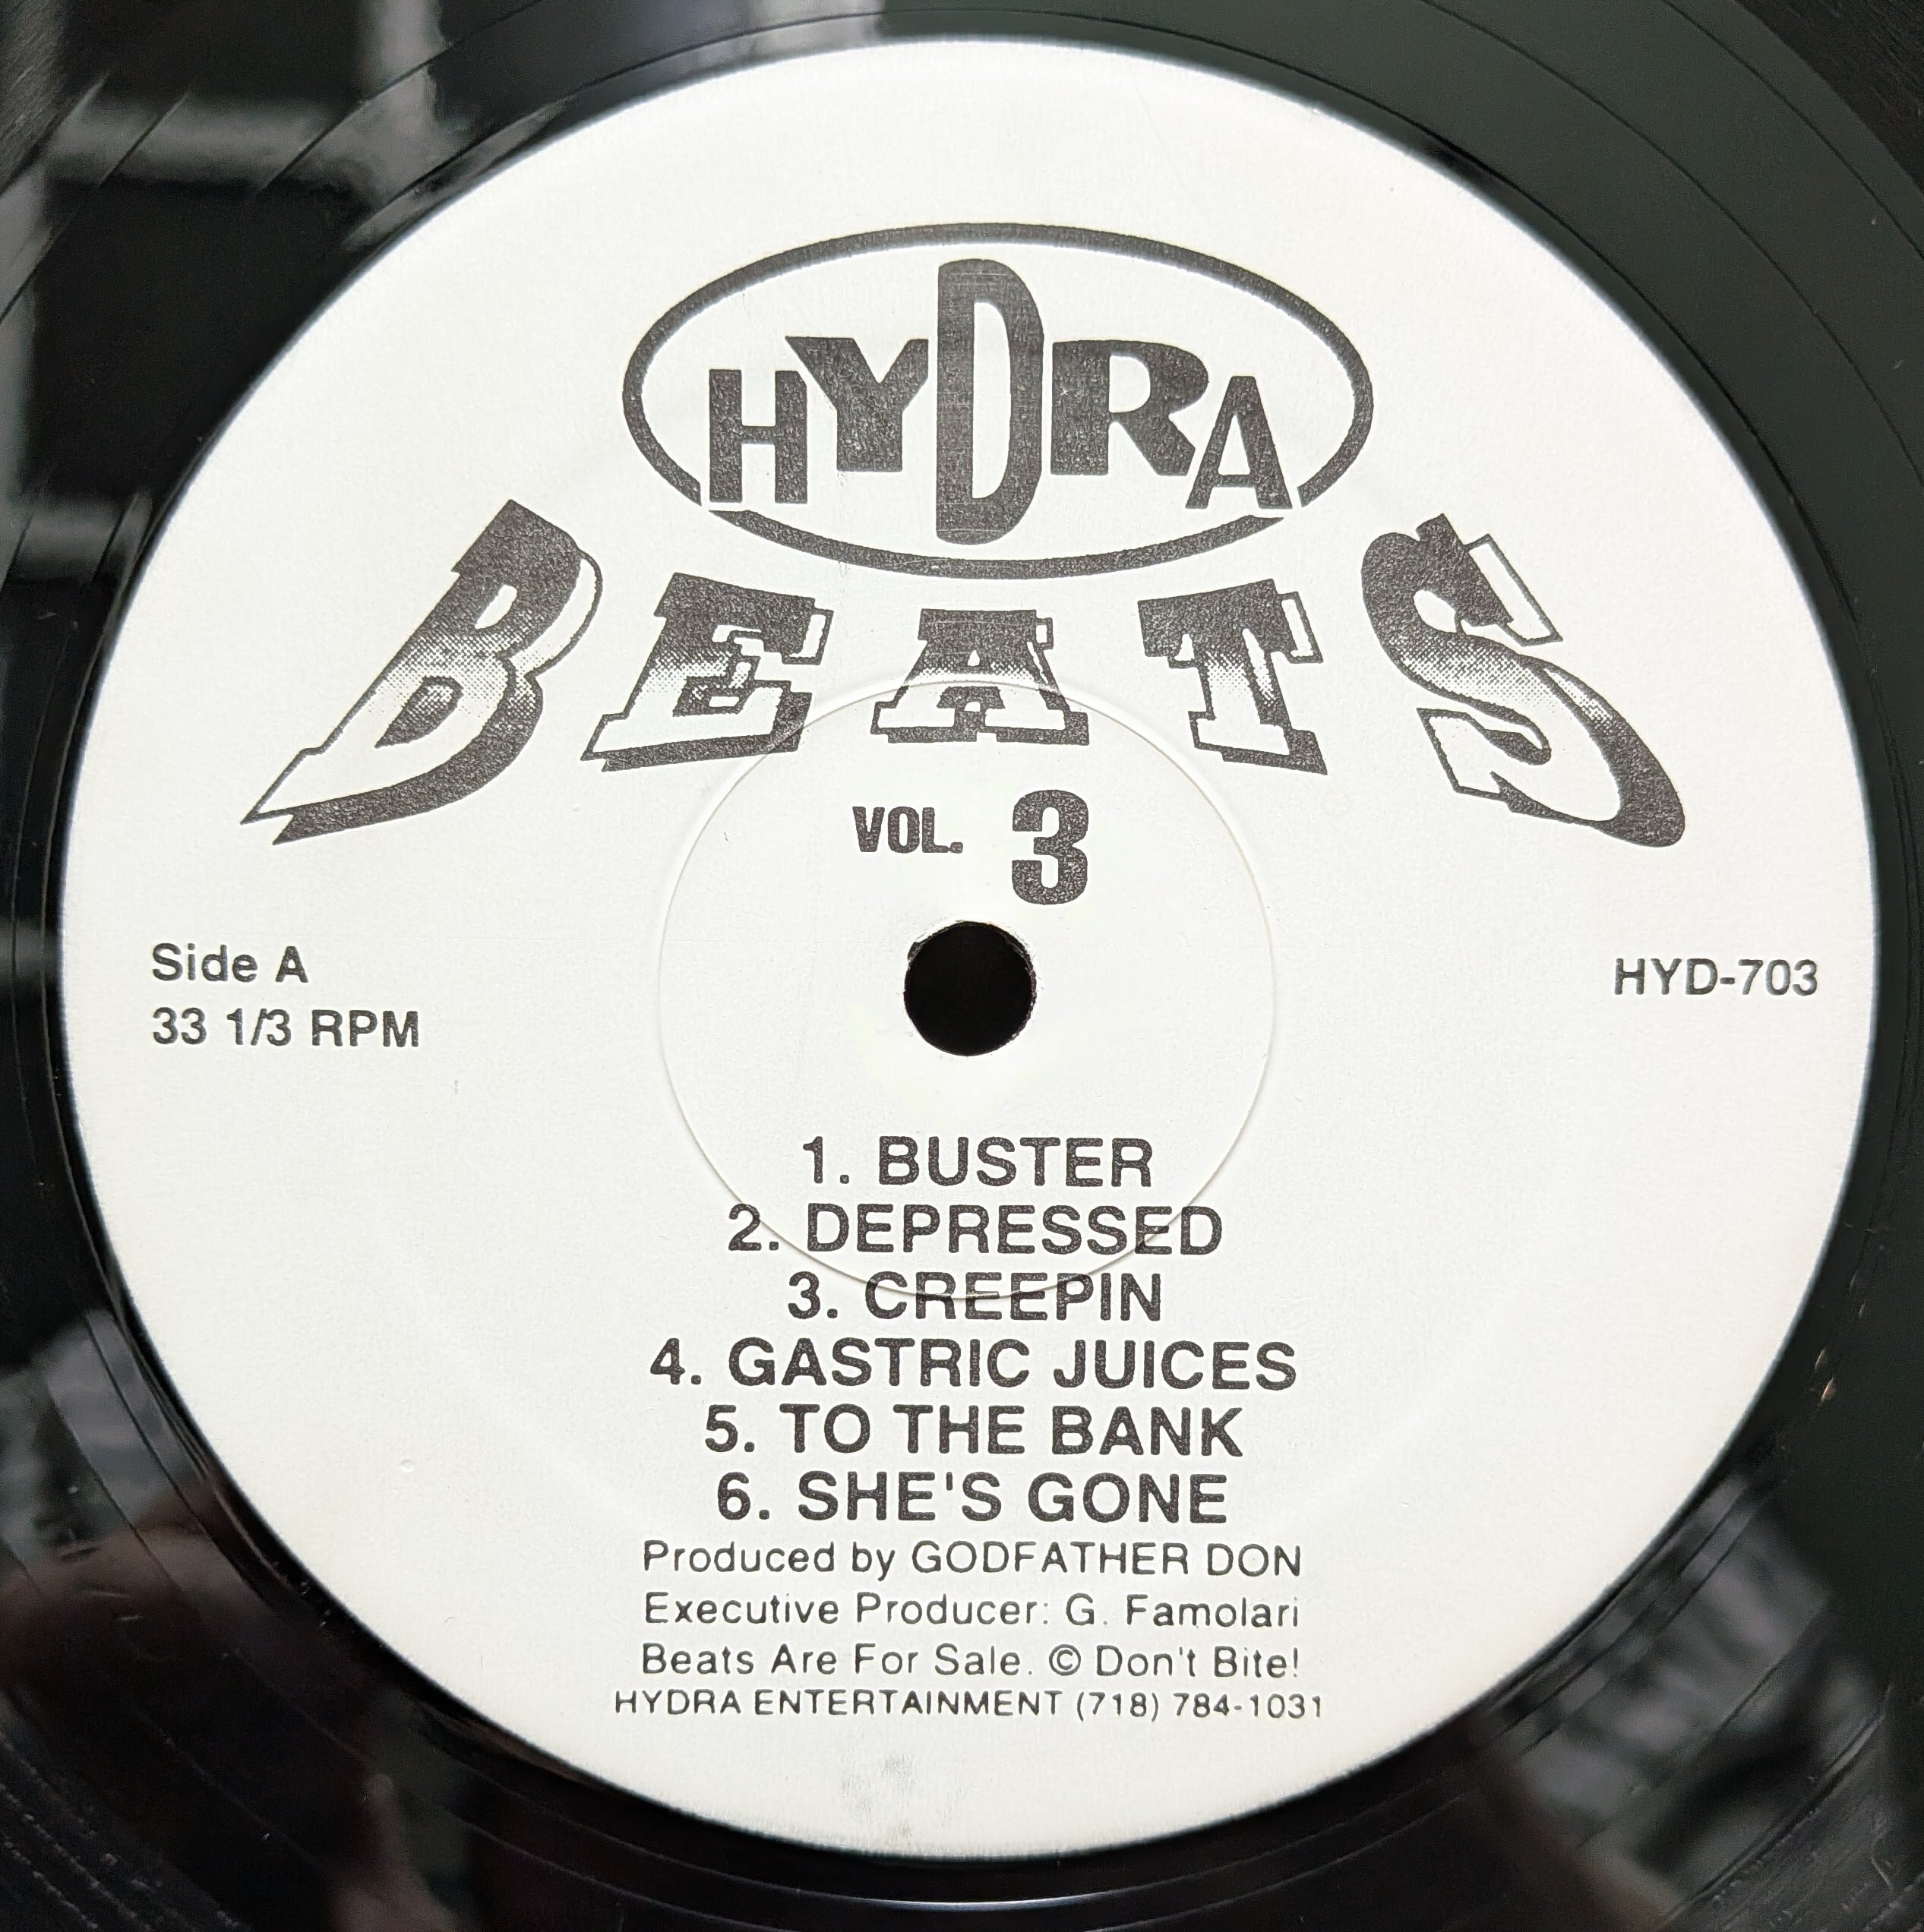 HYDRA
BEATS
VOL. 3
Side A
33 1/3 RPM
HYD-703
1. BUSTER
2. DEPRESSED
3. CREEPIN
4. GASTRIC JUICES
5. TO THE BANK
6. SHE'S GONE
Produced by GODFATHER DON
Executive Producer: G. Famolari
Beats Are For Sale. © Don't Bite!
HYDRA ENTERTAINMENT (718) 784-1031